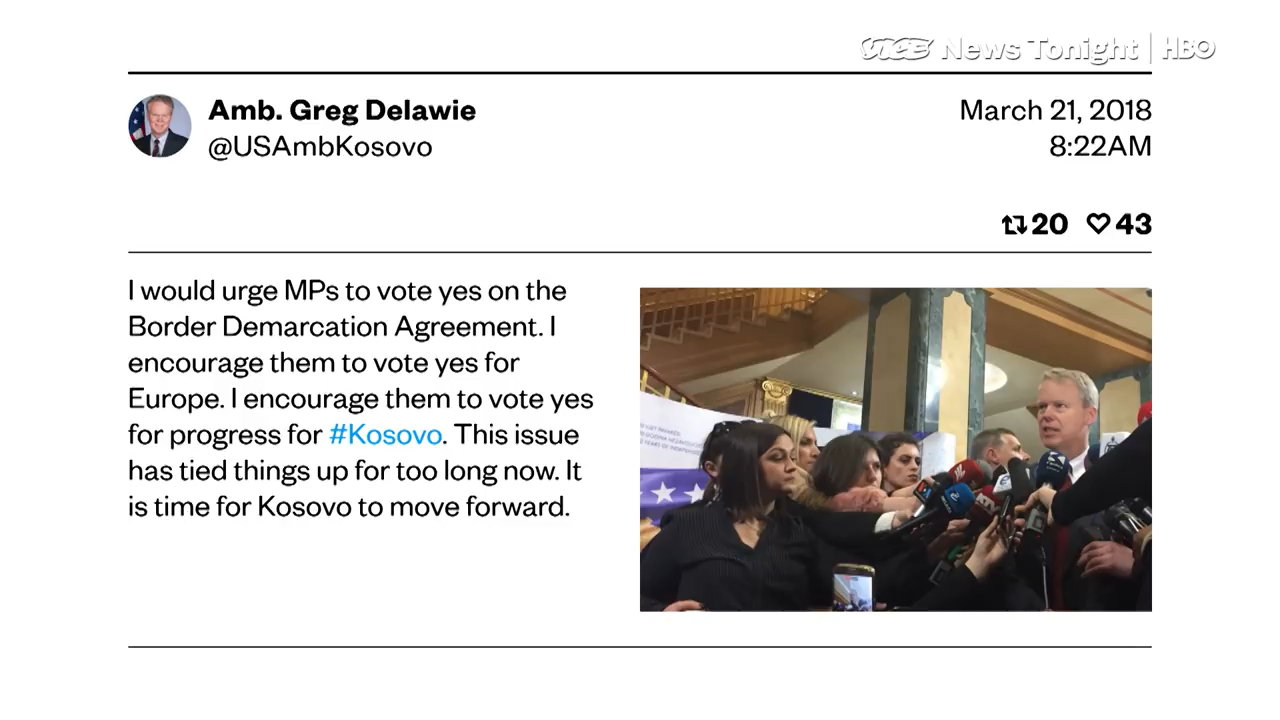 VICE News Tonight | HBO
Amb. Greg Delawie
@USAmbKosovo
March 21, 2018
8:22AM
20 43
I would urge MPs to vote yes on the
Border Demarcation Agreement. I
encourage them to vote yes for
Europe. I encourage them to vote yes
for progress for #Kosovo. This issue
has tied things up for too long now. It
is time for Kosovo to move forward.